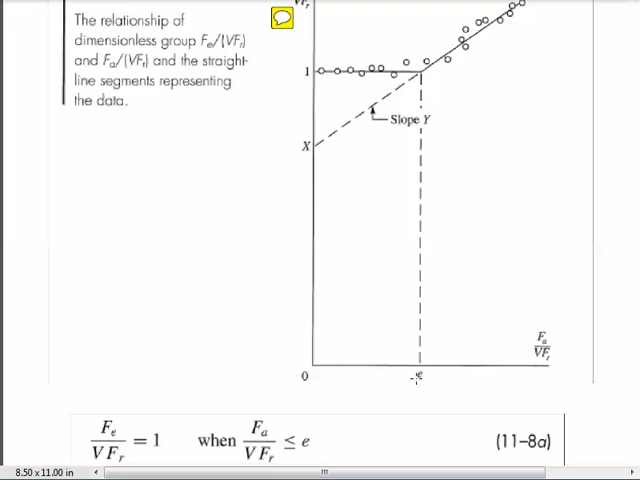 The relationship of
dimensionless group Fe/(VFr)
and Fa/(VFr) and the straight-
line segments representing
the data.
VFr
1
Slope Y
X
Fa
VFr
0
e
Fe/VFr = 1 when Fa/VFr ≤ e (11–8a)
8.50 x 11.00 in